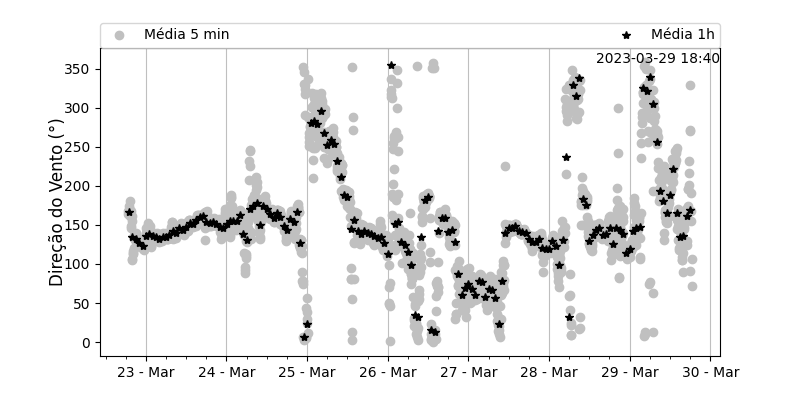 Média 5 min
Média 1h
2023-03-29 18:40
Direção do Vento (°)
350
300
250
200
150
100
50
0
23 - Mar
24 - Mar
25 - Mar
26 - Mar
27 - Mar
28 - Mar
29 - Mar
30 - Mar